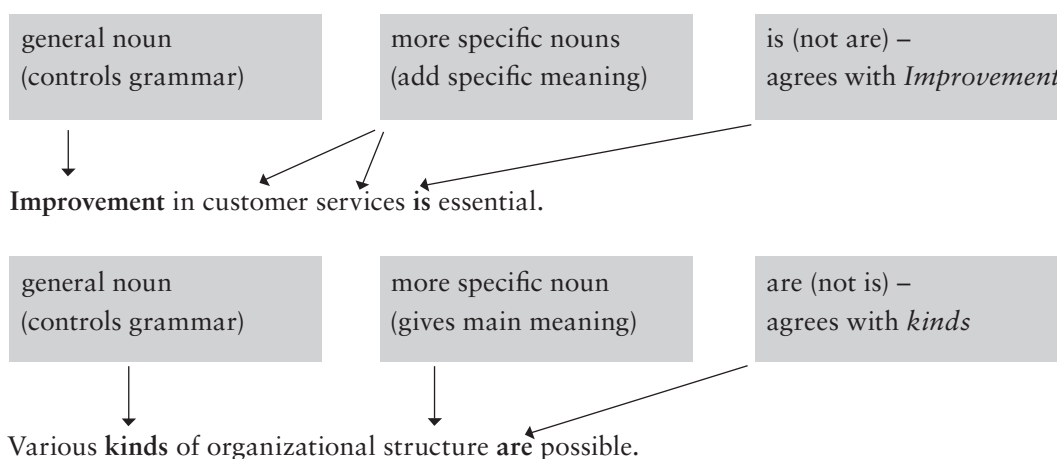 general noun
(controls grammar)
more specific nouns
(add specific meaning)
is (not are) –
agrees with Improvement
Improvement in customer services is essential.
general noun
(controls grammar)
more specific noun
(gives main meaning)
are (not is) –
agrees with kinds
Various kinds of organizational structure are possible.